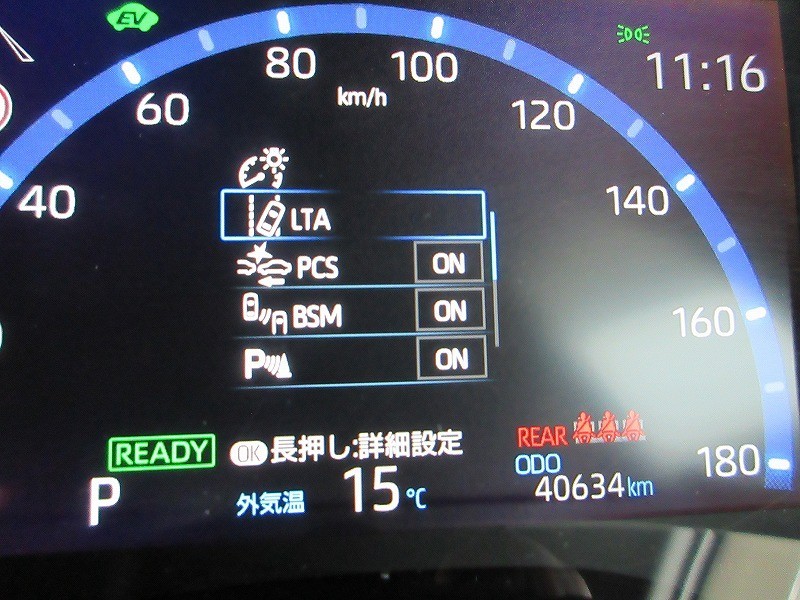 EV
11:16
80
100
km/h
60
120
40
140
LTA
PCS ON
BSM ON
P ON
160
180
READY
OK 長押し:詳細設定
REAR
ODO
40634km
P
外気温 15℃